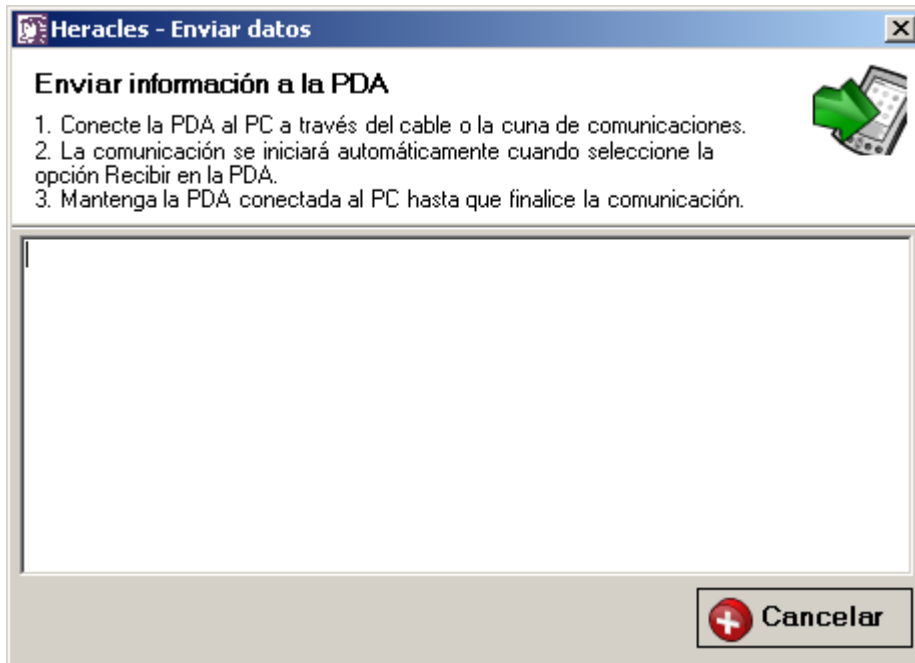 Heracles - Enviar datos
Enviar información a la PDA
1. Conecte la PDA al PC a través del cable o la cuna de comunicaciones.
2. La comunicación se iniciará automáticamente cuando seleccione la
opción Recibir en la PDA.
3. Mantenga la PDA conectada al PC hasta que finalice la comunicación.
Cancelar